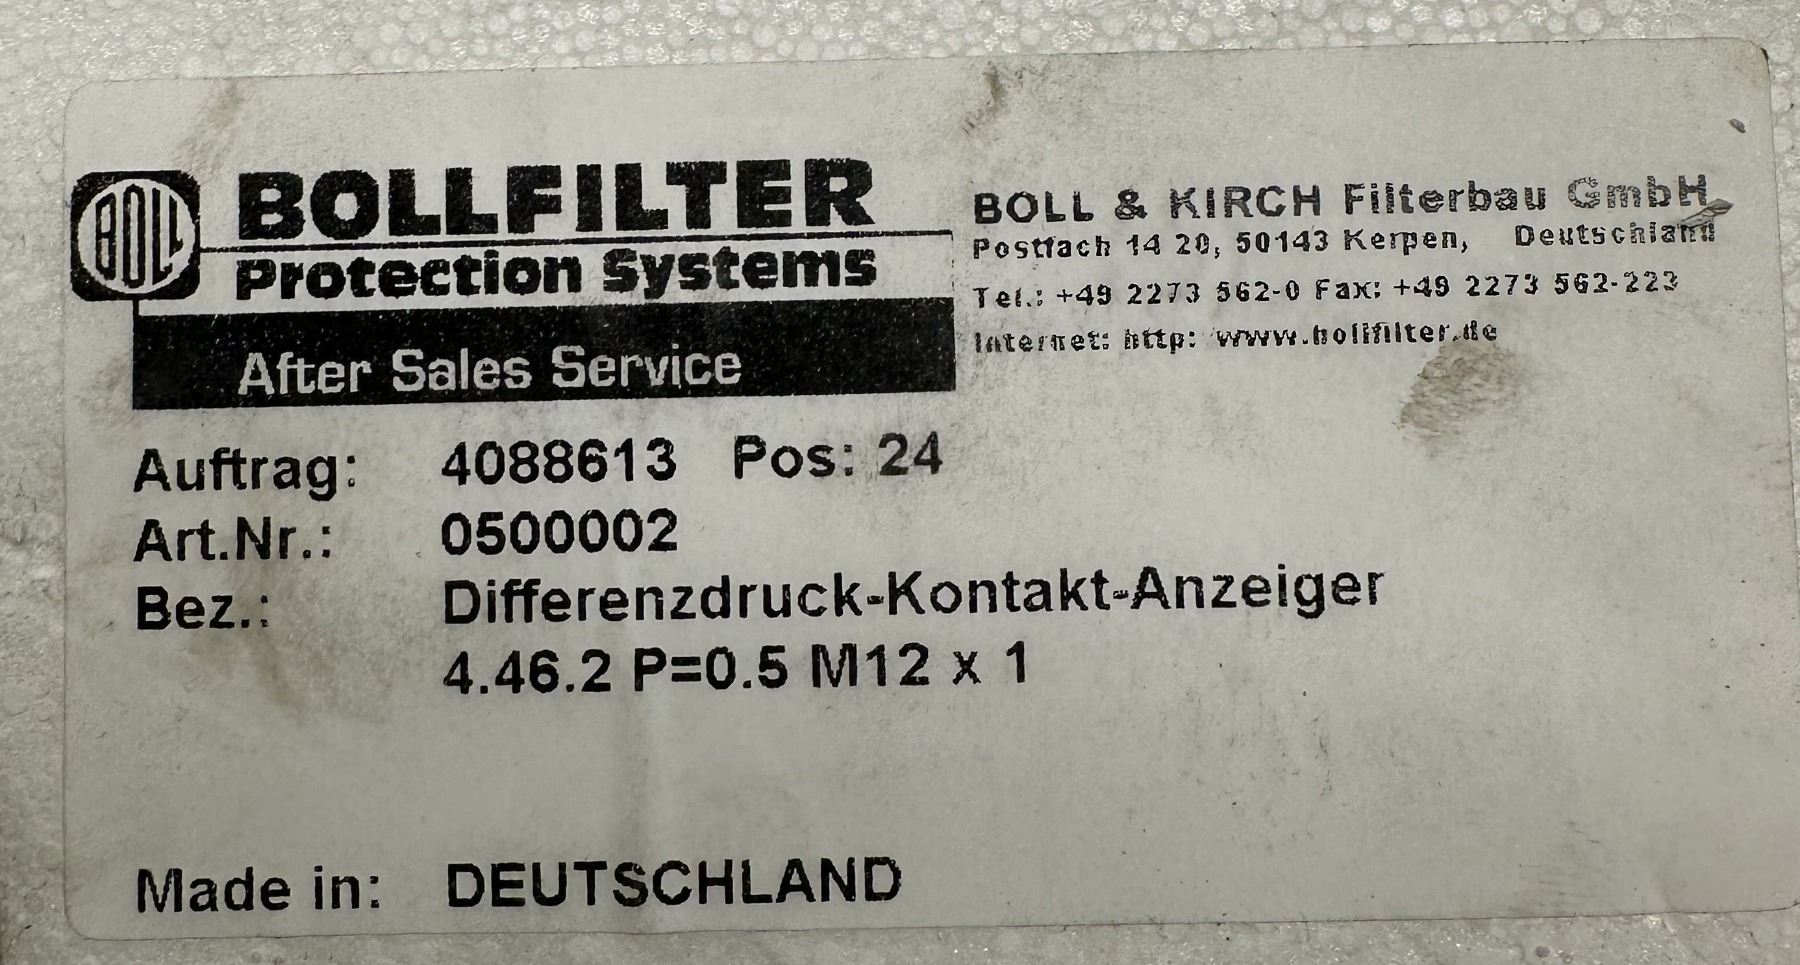 BOLL
BOLLFILTER
Protection Systems
After Sales Service
BOLL & KIRCH Filterbau GmbH
Postfach 14 20, 50143 Kerpen, Deutschland
Tel.: +49 2273 562-0 Fax: +49 2273 562-223
Internet: http: www.bollfilter.de
Auftrag: 4088613 Pos: 24
Art.Nr.: 0500002
Bez.: Differenzdruck-Kontakt-Anzeiger
4.46.2 P=0.5 M12 x 1
Made in: DEUTSCHLAND